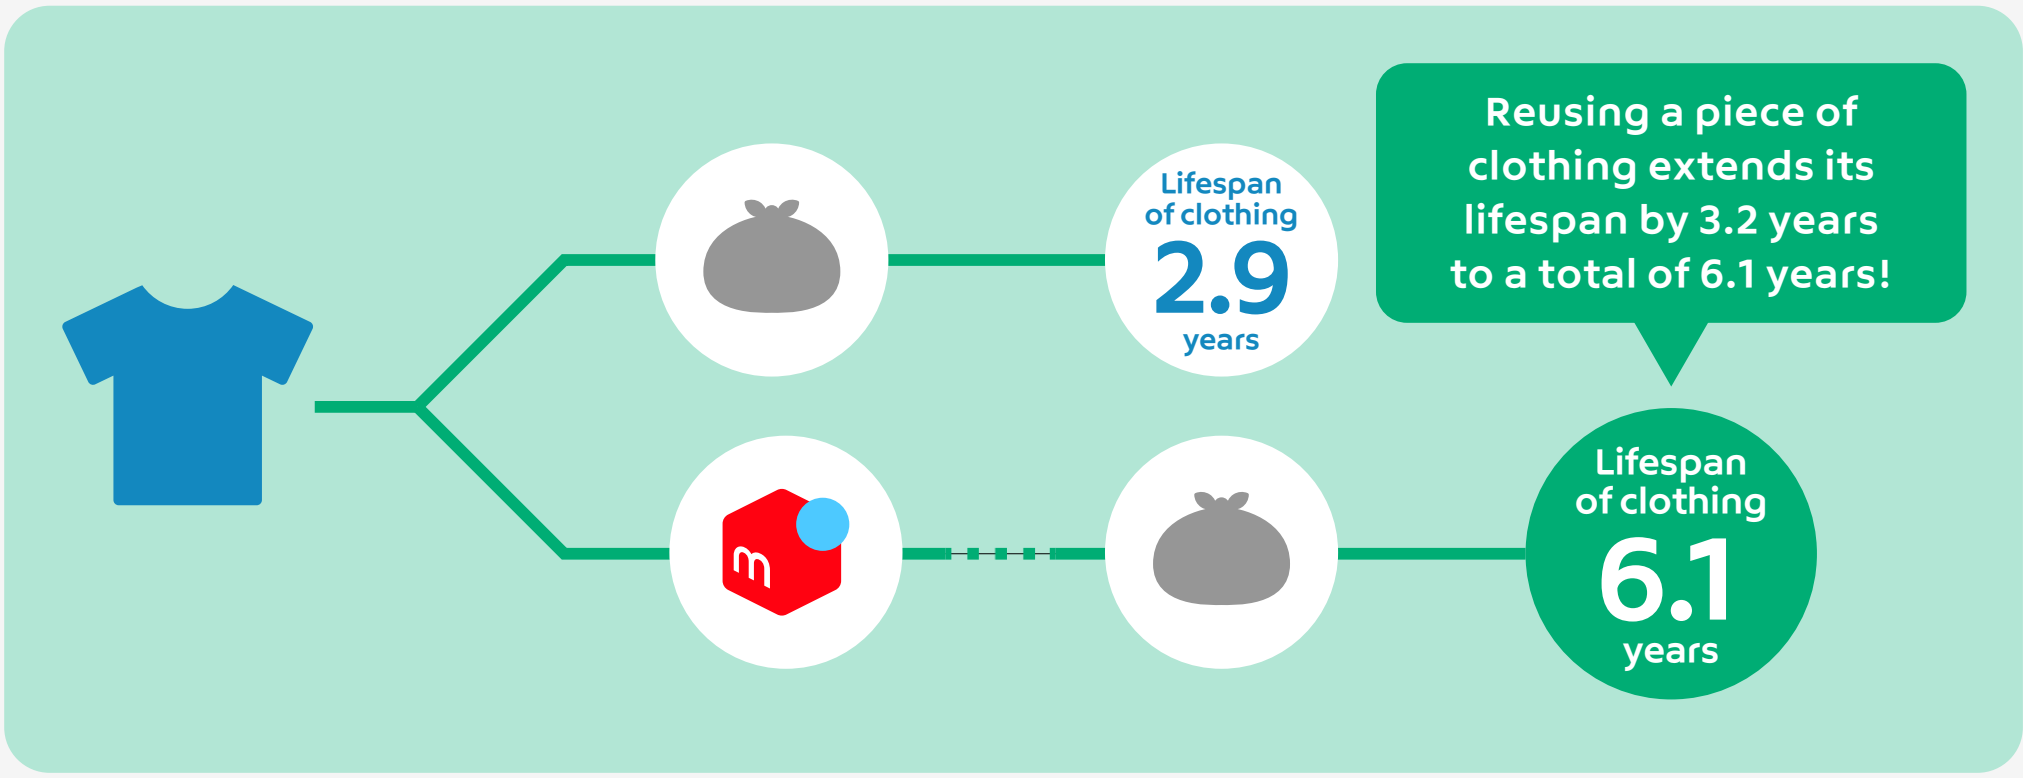 Lifespan
of clothing
2.9
years
Reusing a piece of
clothing extends its
lifespan by 3.2 years
to a total of 6.1 years!
m
Lifespan
of clothing
6.1
years